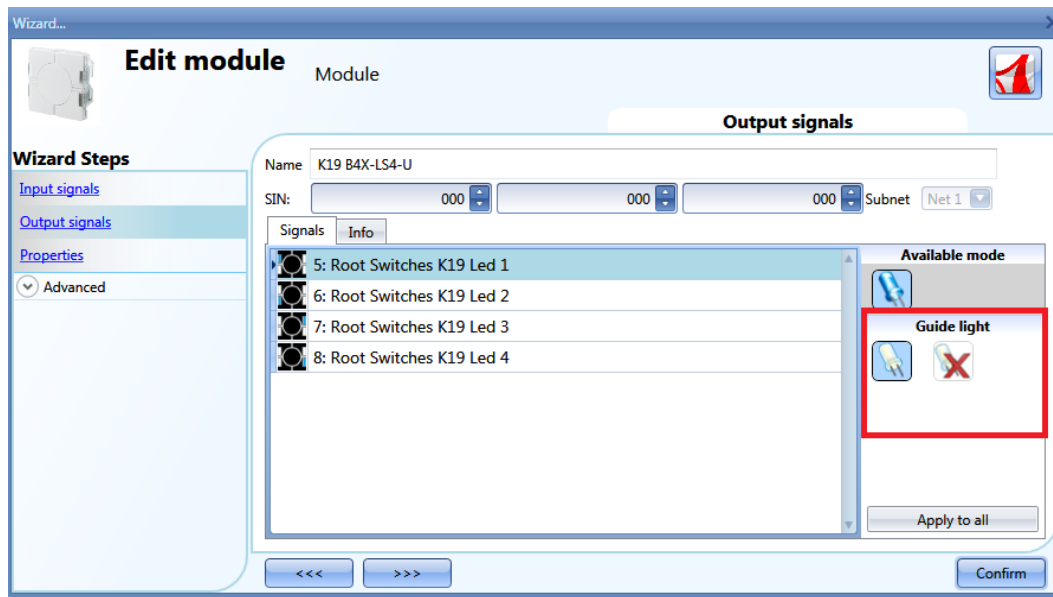 Wizard...
Edit module
Module
Output signals
Wizard Steps
Input signals
Output signals
Properties
Advanced
Name K19 B4X-LS4-U
SIN: 000 000 000 Subnet Net 1
Signals Info
5: Root Switches K19 Led 1
6: Root Switches K19 Led 2
7: Root Switches K19 Led 3
8: Root Switches K19 Led 4
Available mode
Guide light
Apply to all
<<< >>> Confirm